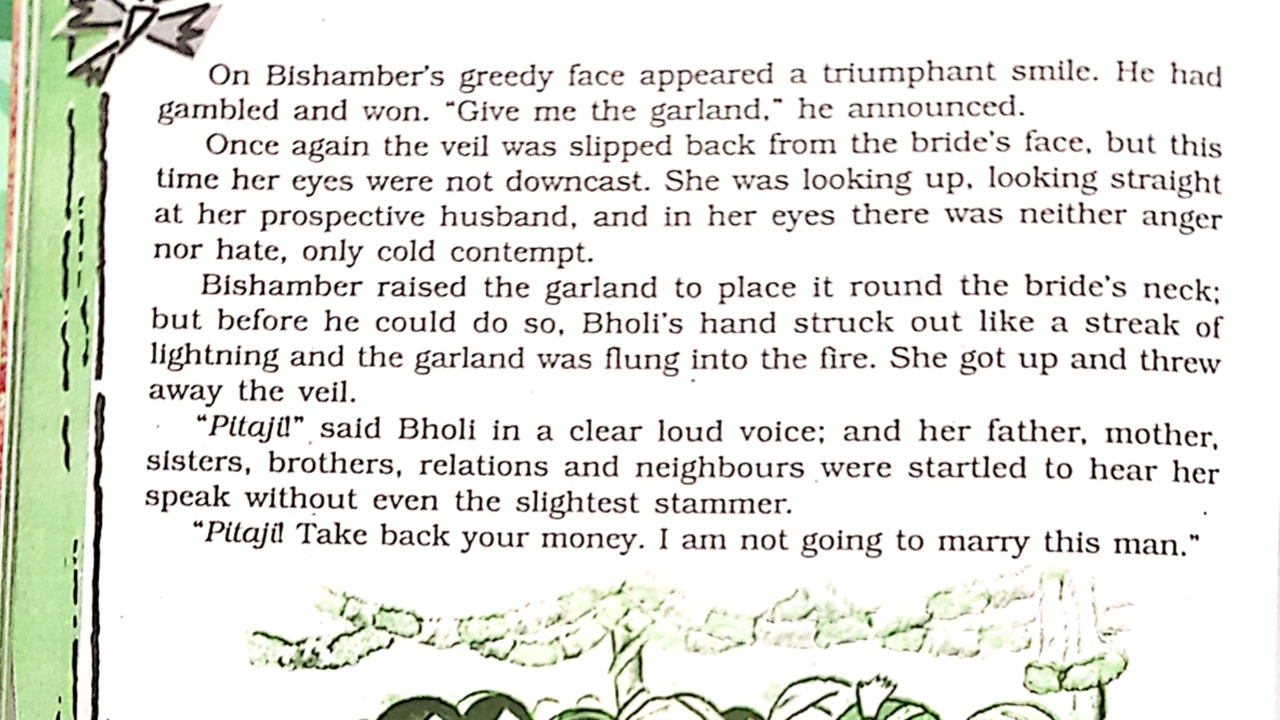 On Bishamber's greedy face appeared a triumphant smile. He had
gambled and won. “Give me the garland,” he announced.
Once again the veil was slipped back from the bride's face, but this
time her eyes were not downcast. She was looking up, looking straight
at her prospective husband, and in her eyes there was neither anger
nor hate, only cold contempt.
Bishamber raised the garland to place it round the bride's neck;
but before he could do so, Bholi's hand struck out like a streak of
lightning and the garland was flung into the fire. She got up and threw
away the veil.
“Pitaji!” said Bholi in a clear loud voice; and her father, mother,
sisters, brothers, relations and neighbours were startled to hear her
speak without even the slightest stammer.
“Pitaji! Take back your money. I am not going to marry this man.”